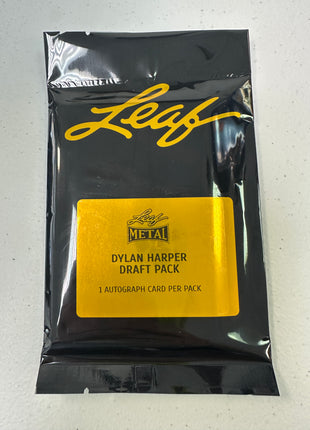 Leaf
Leaf
METAL
DYLAN HARPER
DRAFT PACK
1 AUTOGRAPH CARD PER PACK